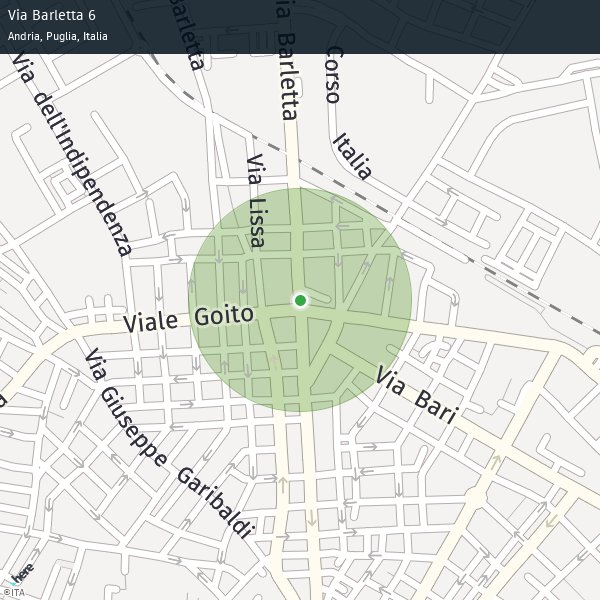 Via Barletta 6
Andria, Puglia, Italia
Barletta
Via Barletta
Corso
Italia
Via dell'Indipendenza
Via Lissa
Viale Goito
Via Bari
Via Giuseppe Garibaldi
here
©ITA